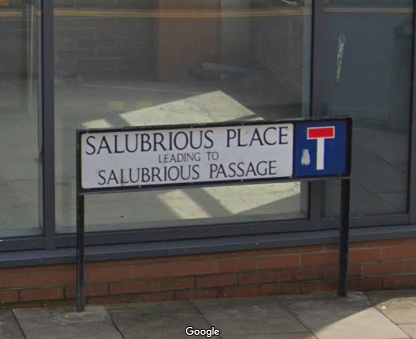 SALUBRIOUS PLACE
LEADING TO
SALUBRIOUS PASSAGE
Google